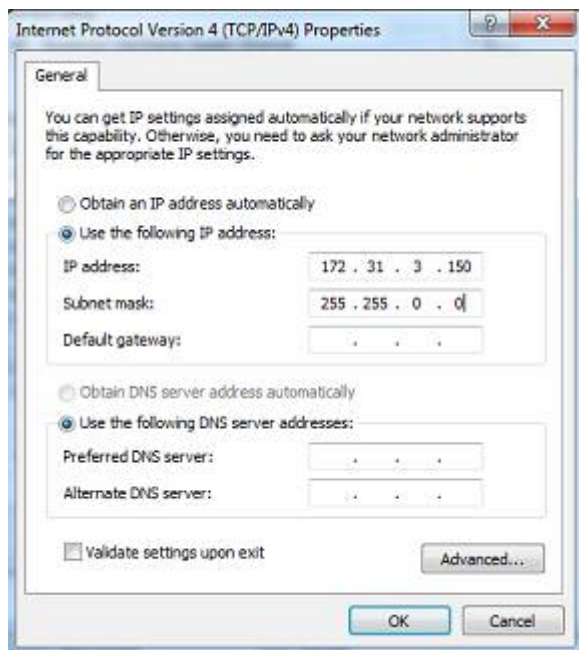 Internet Protocol Version 4 (TCP/IPv4) Properties
General
You can get IP settings assigned automatically if your network supports
this capability. Otherwise, you need to ask your network administrator
for the appropriate IP settings.
Obtain an IP address automatically
Use the following IP address:
IP address: 172 . 31 . 3 . 150
Subnet mask: 255 . 255 . 0 . 0
Default gateway: . . .
Obtain DNS server address automatically
Use the following DNS server addresses:
Preferred DNS server: . . .
Alternate DNS server: . . .
Validate settings upon exit
Advanced...
OK Cancel